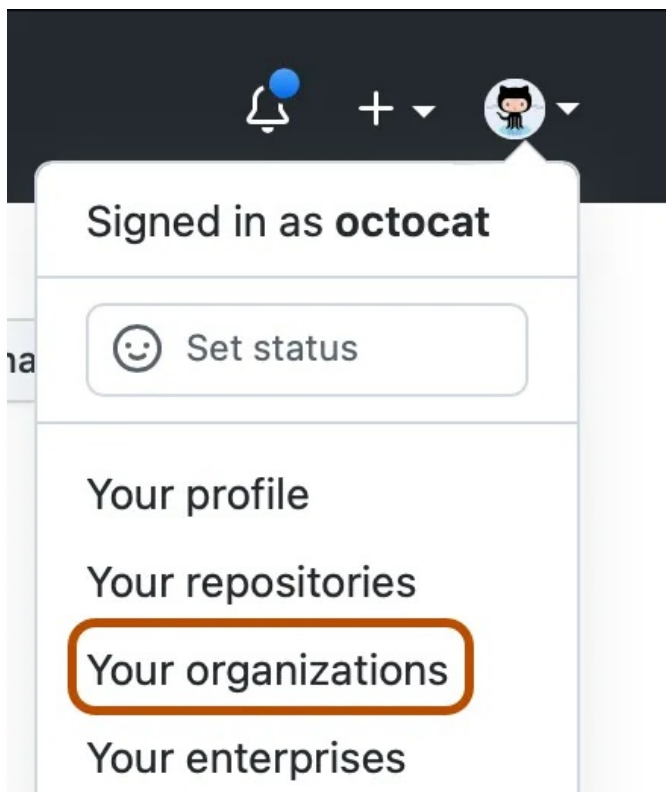 Signed in as octocat
Set status
Your profile
Your repositories
Your organizations
Your enterprises